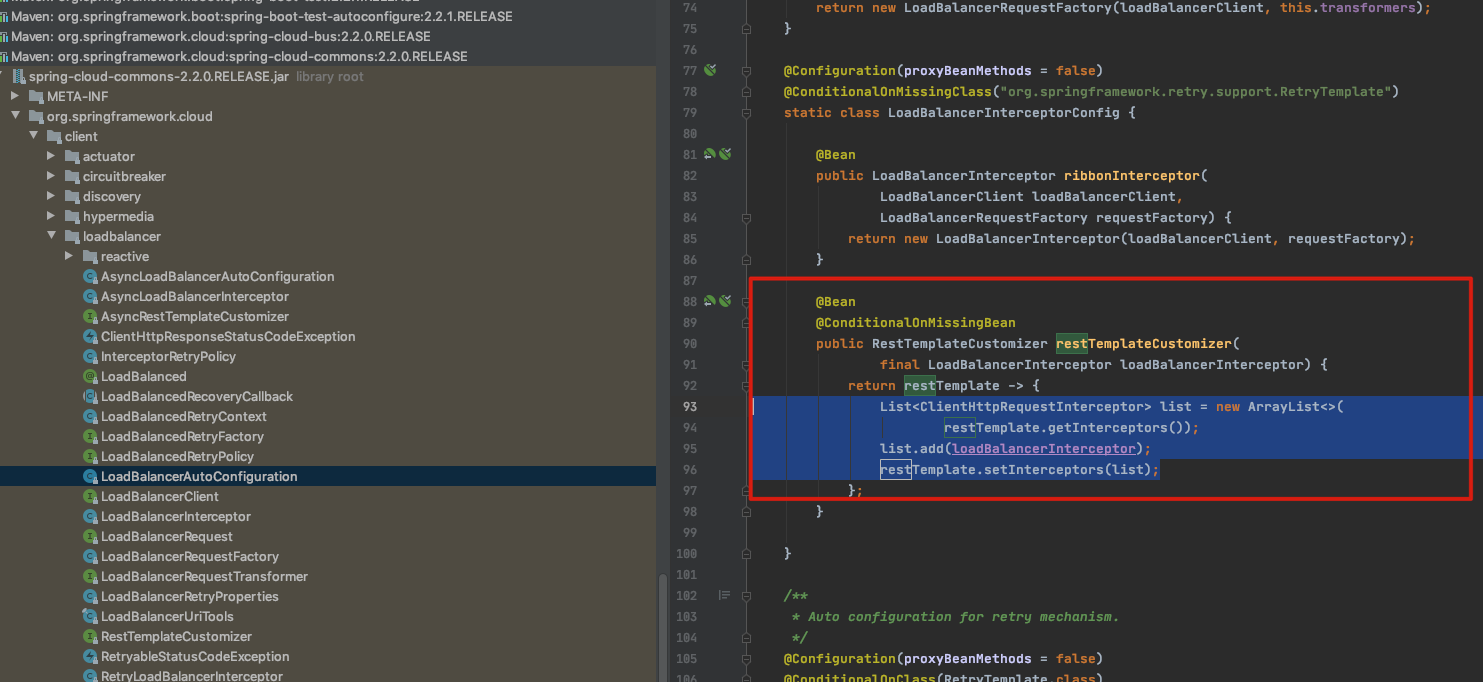 Maven: org.springframework.boot:spring-boot-test-autoconfigure:2.2.1.RELEASE
Maven: org.springframework.cloud:spring-cloud-bus:2.2.0.RELEASE
Maven: org.springframework.cloud:spring-cloud-commons:2.2.0.RELEASE
spring-cloud-commons-2.2.0.RELEASE.jar library root
META-INF
org.springframework.cloud
client
actuator
circuitbreaker
discovery
hypermedia
loadbalancer
reactive
AsyncLoadBalancerAutoConfiguration
AsyncLoadBalancerInterceptor
AsyncRestTemplateCustomizer
ClientHttpResponseStatusCodeException
InterceptorRetryPolicy
LoadBalanced
LoadBalancedRecoveryCallback
LoadBalancedRetryContext
LoadBalancedRetryFactory
LoadBalancedRetryPolicy
LoadBalancerAutoConfiguration
LoadBalancerClient
LoadBalancerInterceptor
LoadBalancerRequest
LoadBalancerRequestFactory
LoadBalancerRequestTransformer
LoadBalancerRetryProperties
LoadBalancerUriTools
RestTemplateCustomizer
RetryableStatusCodeException
RetryLoadBalancerInterceptor
74 return new LoadBalancerRequestFactory(loadBalancerClient, this.transformers);
75 }
76
77 @Configuration(proxyBeanMethods = false)
78 @ConditionalOnMissingClass("org.springframework.retry.support.RetryTemplate")
79 static class LoadBalancerInterceptorConfig {
80
81 @Bean
82 public LoadBalancerInterceptor ribbonInterceptor(
83 LoadBalancerClient loadBalancerClient,
84 LoadBalancerRequestFactory requestFactory) {
85 return new LoadBalancerInterceptor(loadBalancerClient, requestFactory);
86 }
87
88 @Bean
89 @ConditionalOnMissingBean
90 public RestTemplateCustomizer restTemplateCustomizer(
91 final LoadBalancerInterceptor loadBalancerInterceptor) {
92 return restTemplate -> {
93 List<ClientHttpRequestInterceptor> list = new ArrayList<>(
94 restTemplate.getInterceptors());
95 list.add(loadBalancerInterceptor);
96 restTemplate.setInterceptors(list);
97 };
98 }
99
100 }
101
102 /**
103 * Auto configuration for retry mechanism.
104 */
105 @Configuration(proxyBeanMethods = false)
106 @ConditionalOnClass(RetryTemplate.class)